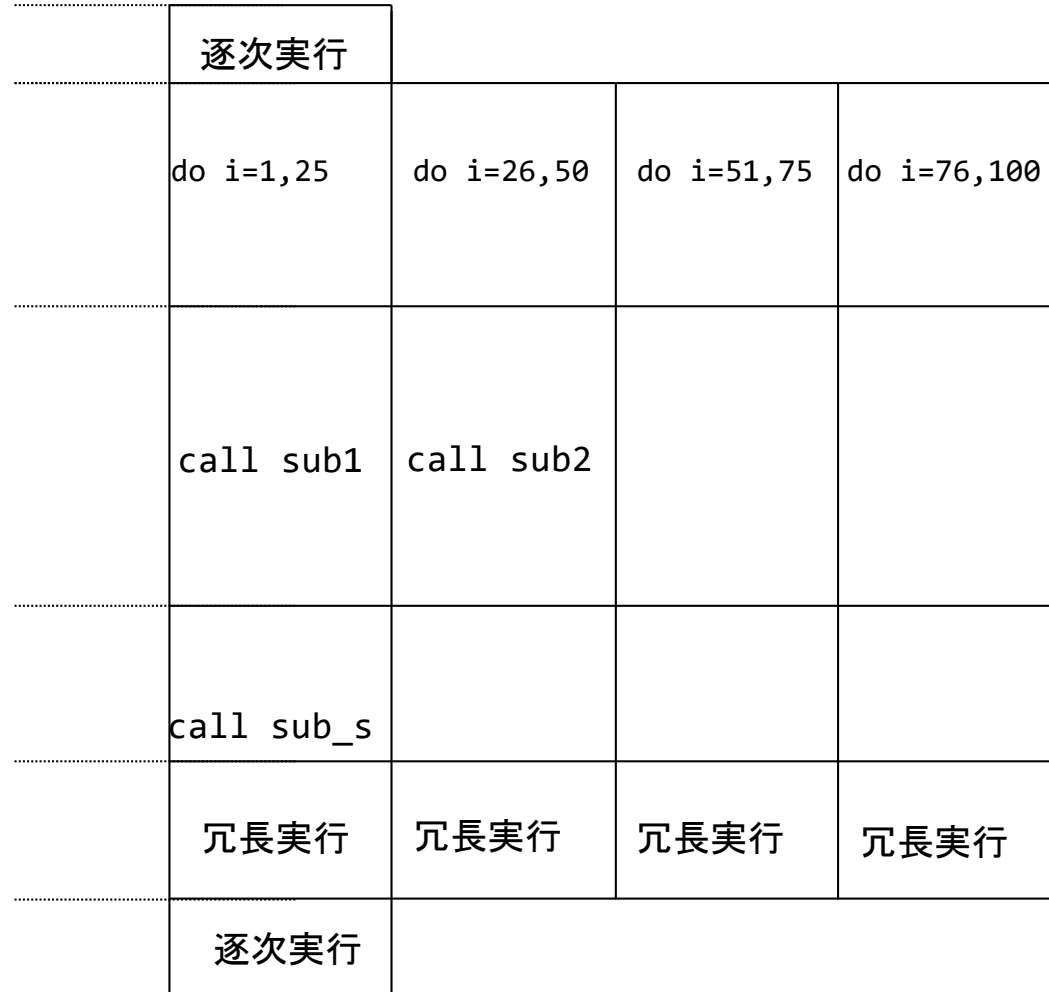 逐次実行
do i=1,25 do i=26,50 do i=51,75 do i=76,100
call sub1 call sub2
call sub_s
冗長実行 冗長実行 冗長実行 冗長実行
逐次実行